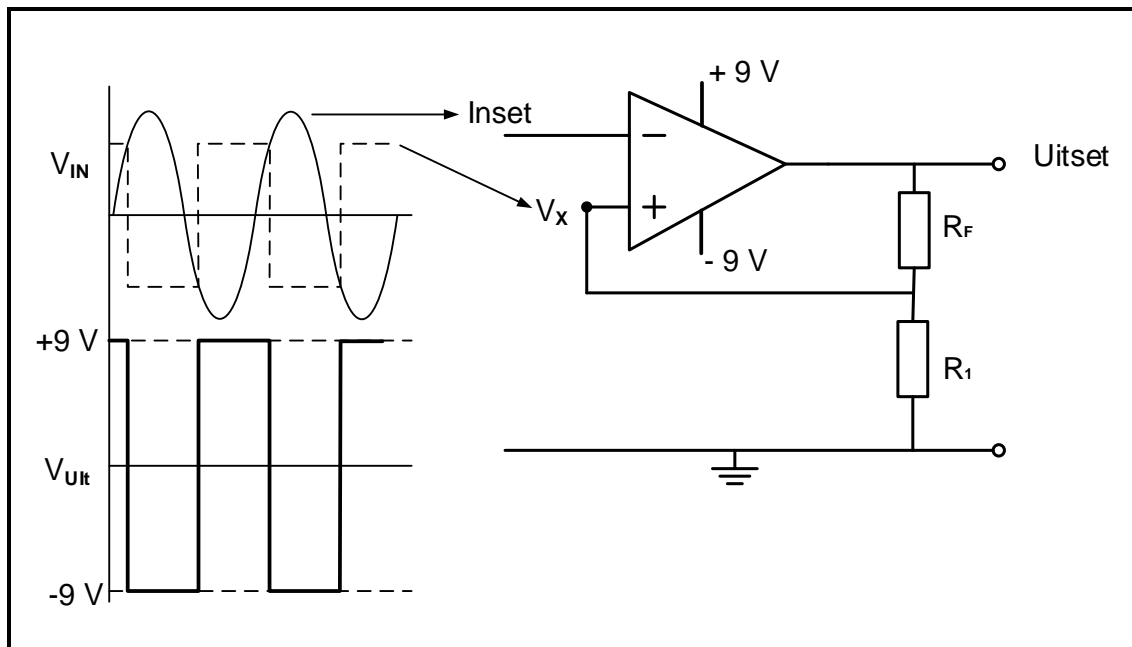 + 9 V
Inset
Uitset
V_IN
V_X
−
+
R_F
- 9 V
+9 V
R_1
V_UIt
-9 V